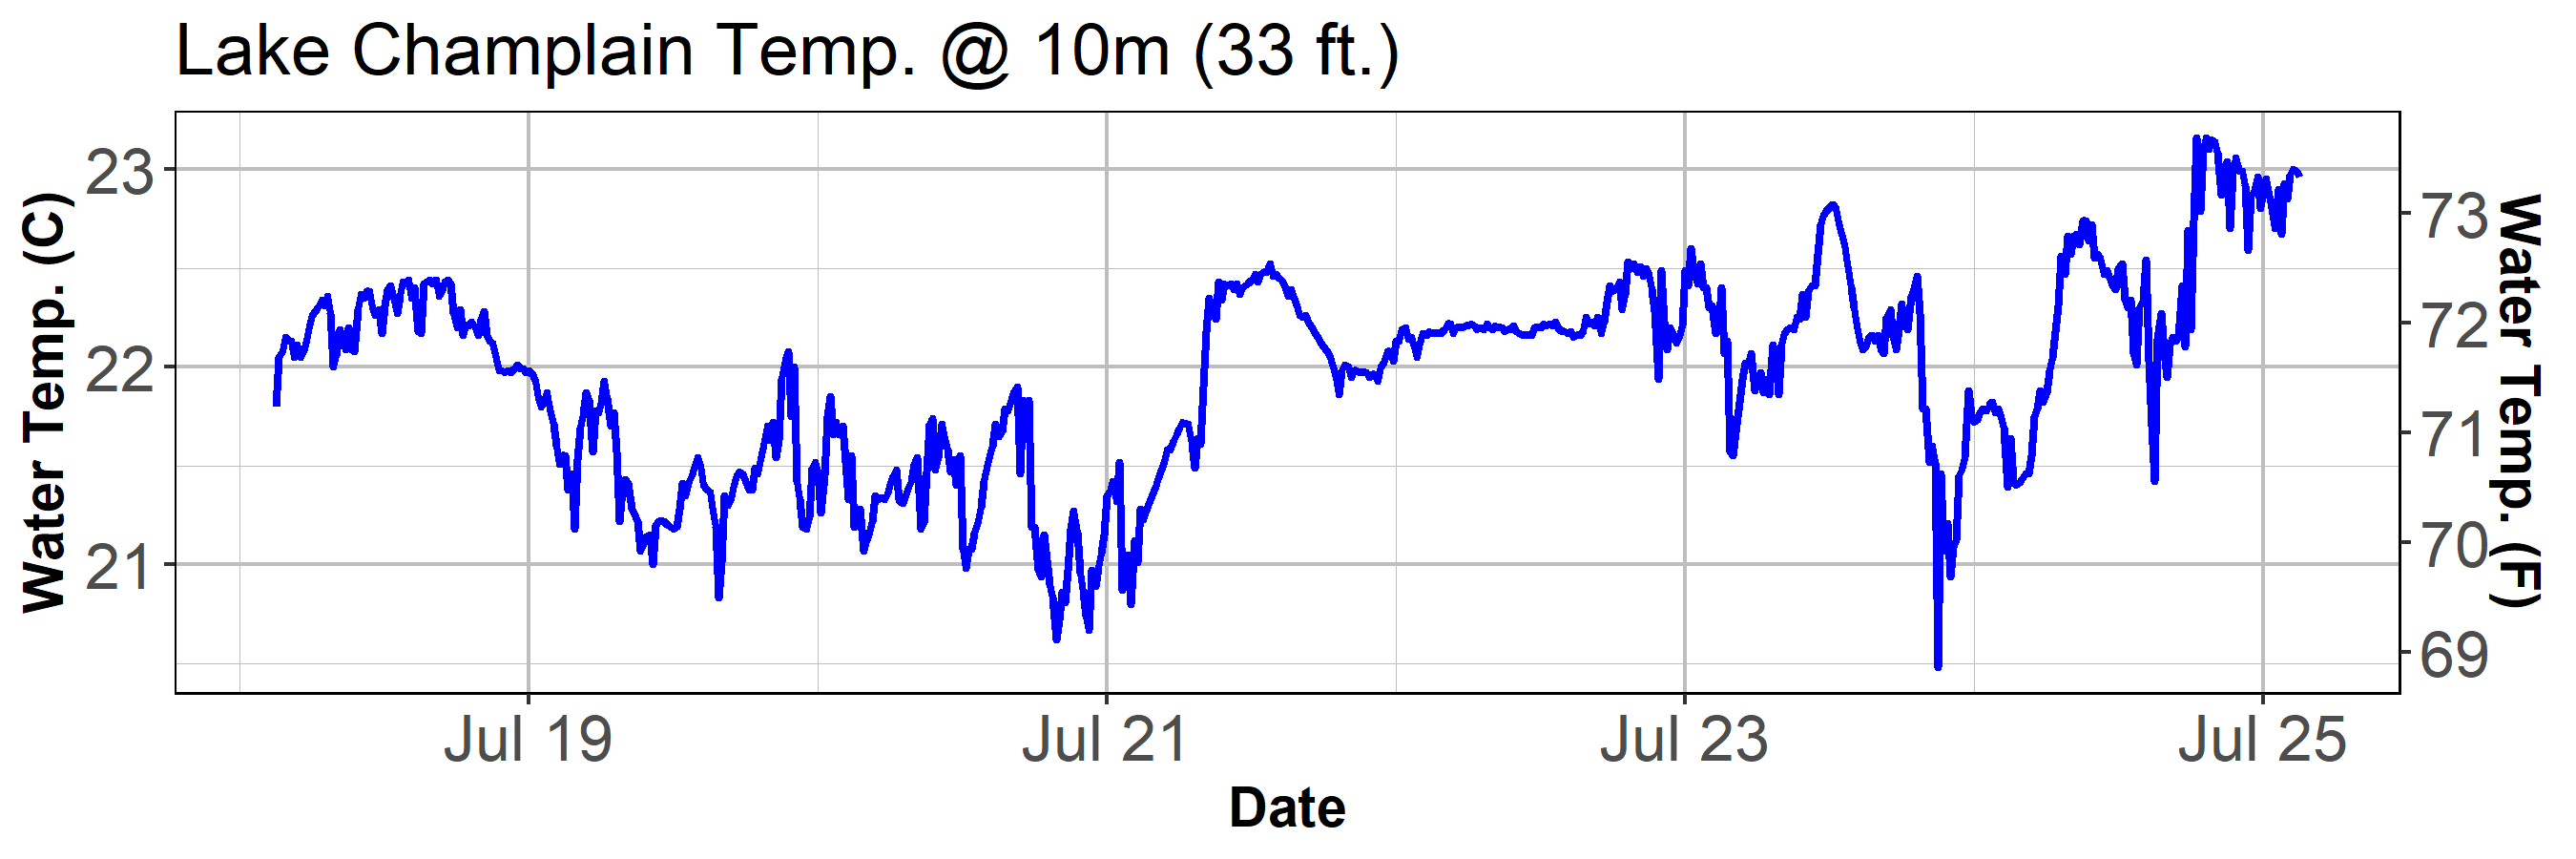 Lake Champlain Temp. @ 10m (33 ft.)
Water Temp. (C)
23
22
21
73
72
71
70
69
Water Temp. (F)
Jul 19
Jul 21
Jul 23
Jul 25
Date